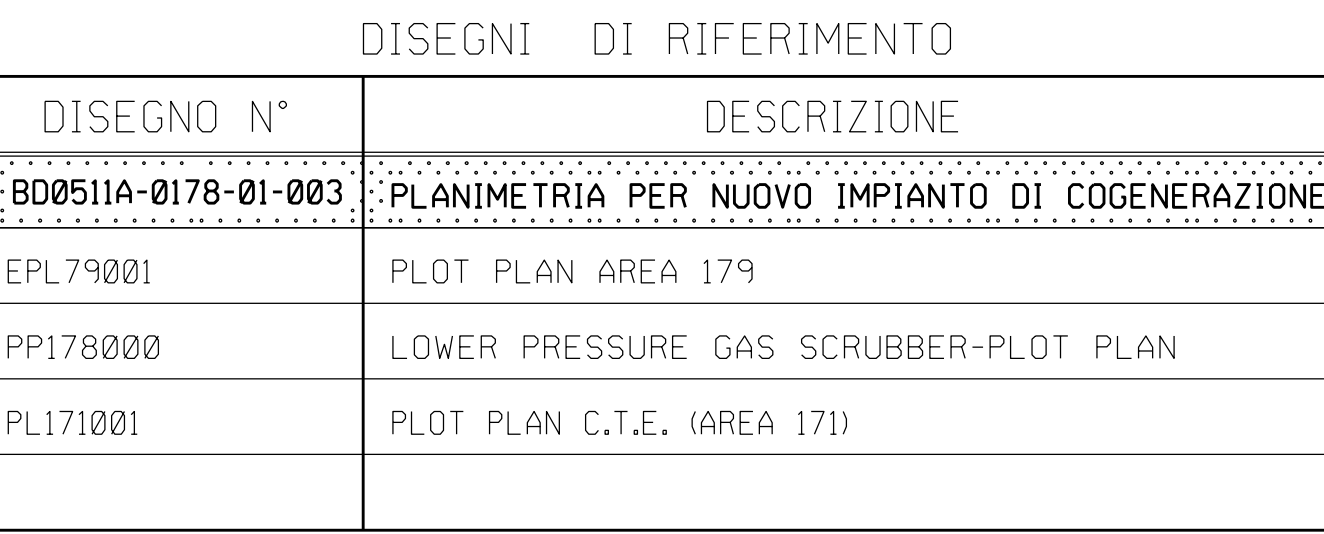 DISEGNI DI RIFERIMENTO
DISEGNO N° DESCRIZIONE
BD0511A-0178-01-003 PLANIMETRIA PER NUOVO IMPIANTO DI COGENERAZIONE
EPL79001 PLOT PLAN AREA 179
PP178000 LOWER PRESSURE GAS SCRUBBER-PLOT PLAN
PL171001 PLOT PLAN C.T.E. (AREA 171)